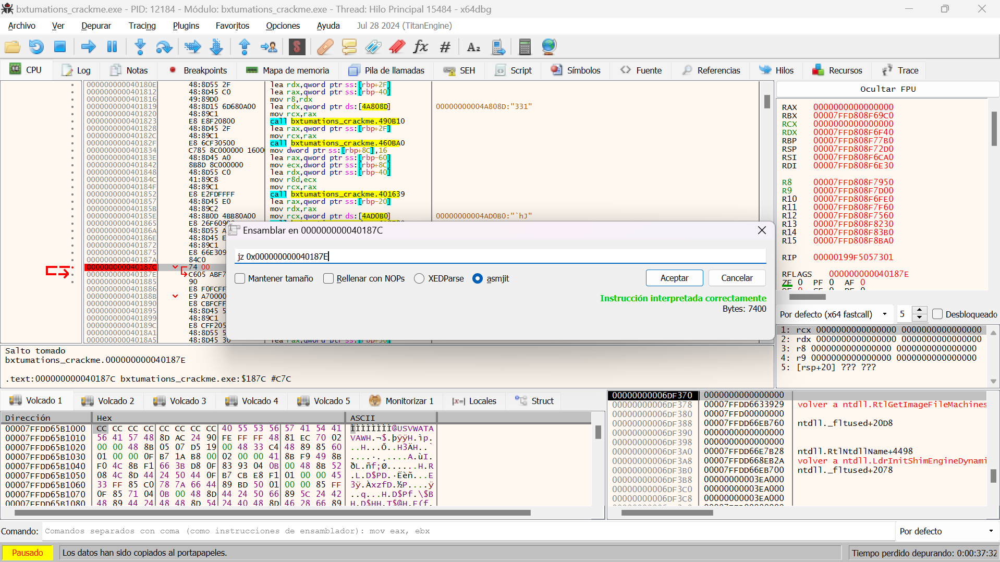 bxtumations_crackme.exe - PID: 12184 - Módulo: bxtumations_crackme.exe - Thread: Hilo Principal 15484 - x64dbg
Archivo Ver Depurar Tracing Plugins Favoritos Opciones Ayuda Jul 28 2024 (TitanEngine)
CPU Log Notas Breakpoints Mapa de memoria Pila de llamadas SEH Script Símbolos Fuente Referencias Hilos Recursos Trace
000000000040180E 48:8D55 2F lea rdx,qword ptr ss:[rbp+2F]
0000000000401812 48:8D45 C0 lea rax,qword ptr ss:[rbp-40]
0000000000401816 49:89D0 mov r8,rdx
0000000000401819 48:8D15 6D680A00 lea rdx,qword ptr ds:[4A808D] 00000000004A808D:"331"
0000000000401820 48:89C1 mov rcx,rax
0000000000401823 E8 E8F20800 call bxtumations_crackme.490B10
0000000000401828 48:8D45 2F lea rax,qword ptr ss:[rbp+2F]
000000000040182C 48:89C1 mov rcx,rax
000000000040182F E8 6CF30500 call bxtumations_crackme.460BA0
0000000000401834 C785 8C000000 1600 mov dword ptr ss:[rbp+8C],16
000000000040183E 48:8D45 A0 lea rax,qword ptr ss:[rbp-60]
0000000000401842 8B8D 8C000000 mov ecx,dword ptr ss:[rbp+8C]
0000000000401848 48:8D55 C0 lea rdx,qword ptr ss:[rbp-40]
000000000040184C 41:89C8 mov r8d,ecx
000000000040184F 48:89C1 mov rcx,rax
0000000000401852 E8 E2FDFFFF call bxtumations_crackme.401639
0000000000401857 48:8D45 E0 lea rax,qword ptr ss:[rbp-20]
000000000040185B 48:89C2 mov rdx,rax
000000000040185E 48:8B0D 4BB80A00 mov rcx,qword ptr ds:[4AD0B0] 00000000004AD0B0:"`hJ"
0000000000401865 E8 26F6090
000000000040186A 48:8D55 A
000000000040186E 48:8D45 E
0000000000401872 48:89C1
0000000000401875 E8 66E309
000000000040187A 84C0
000000000040187C 74 00
000000000040187E C605 ABF7
0000000000401885 90
0000000000401886 E8 F0FCFF
000000000040188B E9 A70000
0000000000401890 E8 CBFCFF
0000000000401895 48:8D45 5
0000000000401899 48:89C1
000000000040189C E8 CFF205
00000000004018A1 48:8D55 5
00000000004018A5 48:8D45 30 lea rax,qword ptr ss:[rbp+30]
Ensamblar en 000000000040187C
jz 0x000000000040187E
Mantener tamaño Rellenar con NOPs XEDParse asmjit Aceptar Cancelar
Instrucción interpretada correctamente
Bytes: 7400
Ocultar FPU
RAX 0000000000000000
RBX 00007FFD808F69C0
RCX 0000000000000000
RDX 00007FFD808F6F40
RBP 00007FFD808F77B0
RSP 00007FFD808F72D0
RSI 00007FFD808F6CA0
RDI 00007FFD808F6E30
R8 00007FFD808F7950
R9 00007FFD808F7D00
R10 00007FFD808F6FE0
R11 00007FFD808F7F60
R12 00007FFD808F7560
R13 00007FFD808F8230
R14 00007FFD808F83B0
R15 00007FFD808F8BA0
RIP 00000199F5057301
RFLAGS 000000000040187E
ZF 0 PF 0 AF 0
Por defecto (x64 fastcall) 5 Desbloqueado
1: rcx 0000000000000000 0000000000000000
2: rdx 0000000000000000 0000000000000000
3: r8 0000000000000000 0000000000000000
4: r9 0000000000000000 0000000000000000
5: [rsp+20] ??? ???
Salto tomado
bxtumations_crackme.000000000040187E
.text:000000000040187C bxtumations_crackme.exe:$187C #C7C
Volcado 1 Volcado 2 Volcado 3 Volcado 4 Volcado 5 Monitorizar 1 Locales Struct
Dirección Hex ASCII
00007FFDD65B1000 CC CC CC CC CC CC CC CC 40 55 53 56 57 41 54 41 ÌÌÌÌÌÌÌÌ@USVWATA
00007FFDD65B1010 56 41 57 48 8D AC 24 90 FE FF FF 48 81 EC 70 02 VAWH.¬$.þÿÿH.ìp.
00007FFDD65B1020 00 00 48 8B 05 07 D5 19 00 48 33 C4 48 89 85 60 ..H...Õ..H3ÄH..`
00007FFDD65B1030 01 00 00 0F B7 1A B8 00 02 00 00 41 8B F9 49 8B ....·.¸....A.ùI.
00007FFDD65B1040 F0 4C 8B F1 66 3B D8 0F 83 93 04 0B 00 48 8B 52 ðL.ñf;Ø......H.R
00007FFDD65B1050 08 4C 8D 44 24 50 44 0F B7 CB E8 F1 01 00 00 45 .L.D$PD.·Ëèñ...E
00007FFDD65B1060 33 FF 85 C0 78 7A 66 44 89 BD 50 01 00 00 85 FF 3ÿ.ÀxzfD.½P....ÿ
00007FFDD65B1070 0F 85 71 04 0B 00 48 8D 44 24 50 66 89 5C 24 42 ..q...H.D$Pf.\$B
00007FFDD65B1080 48 89 44 24 48 48 8D 54 24 40 48 8D 46 28 66 89 H.D$HH.T$@H.F(f.
00000000006DF370 0000000000000000
00000000006DF378 00007FFDD6633929 volver a ntdll.RtlGetImageFileMachines
00000000006DF380 00007FFD00000000
00000000006DF388 00007FFDD66EB760 ntdll._fltused+20D8
00000000006DF390 0000000000000000
00000000006DF398 0000000000000000
00000000006DF3A0 00007FFDD66E7B28 ntdll.RtlNtdllName+4498
00000000006DF3A8 00007FFDD668EB2A volver a ntdll.LdrInitShimEngineDynami
00000000006DF3B0 00007FFDD66EB700 ntdll._fltused+2078
00000000006DF3B8 00000000003EA000
00000000006DF3C0 00000000003EA000
00000000006DF3C8 00000000003EA000
Comando: Comandos separados con coma (como instrucciones de ensamblador): mov eax, ebx Por defecto
Pausado Los datos han sido copiados al portapapeles. Tiempo perdido depurando: 0:00:37:32